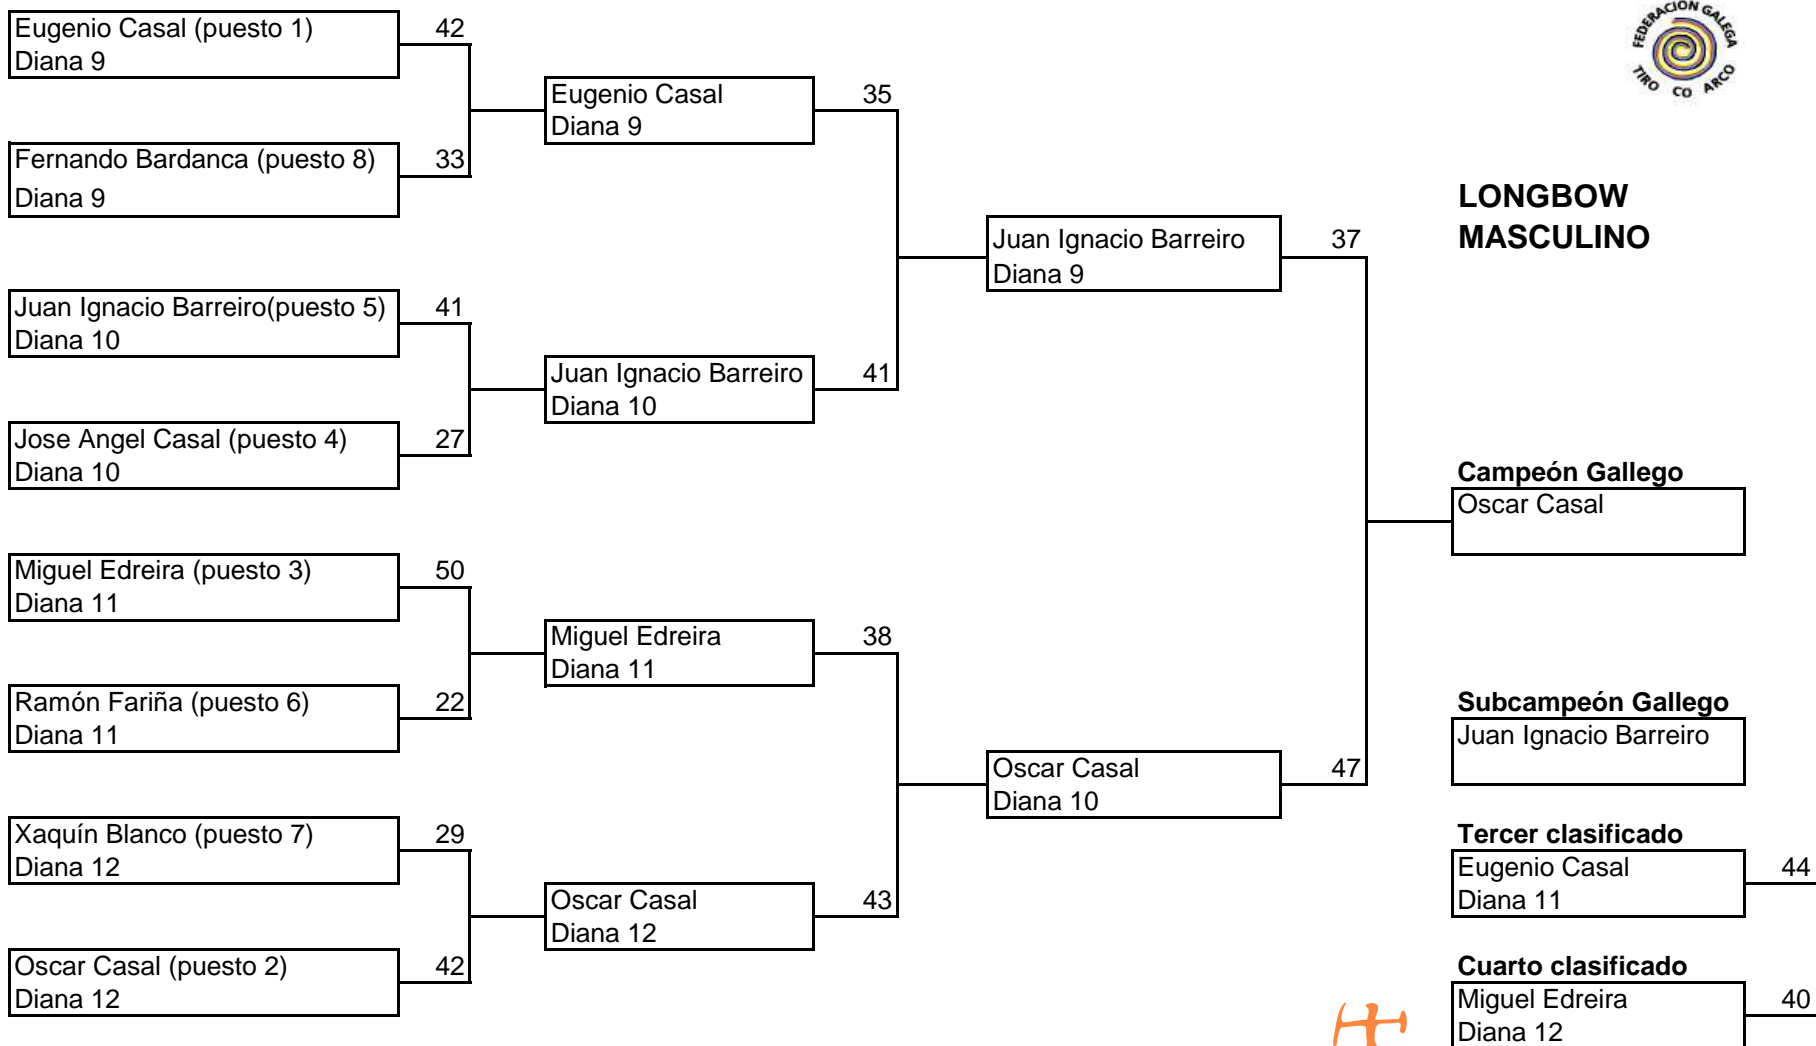 Eugenio Casal (puesto 1)
Diana 9
42
Fernando Bardanca (puesto 8)
Diana 9
33
Juan Ignacio Barreiro(puesto 5)
Diana 10
41
Jose Angel Casal (puesto 4)
Diana 10
27
Miguel Edreira (puesto 3)
Diana 11
50
Ramón Fariña (puesto 6)
Diana 11
22
Xaquín Blanco (puesto 7)
Diana 12
29
Oscar Casal (puesto 2)
Diana 12
42
Eugenio Casal
Diana 9
35
Juan Ignacio Barreiro
Diana 10
41
Miguel Edreira
Diana 11
38
Oscar Casal
Diana 12
43
Juan Ignacio Barreiro
Diana 9
37
Oscar Casal
Diana 10
47
FEDERACION GALEGA
TIRO CO ARCO
LONGBOW
MASCULINO
Campeón Gallego
Oscar Casal
Subcampeón Gallego
Juan Ignacio Barreiro
Tercer clasificado
Eugenio Casal
Diana 11
44
Cuarto clasificado
Miguel Edreira
Diana 12
40